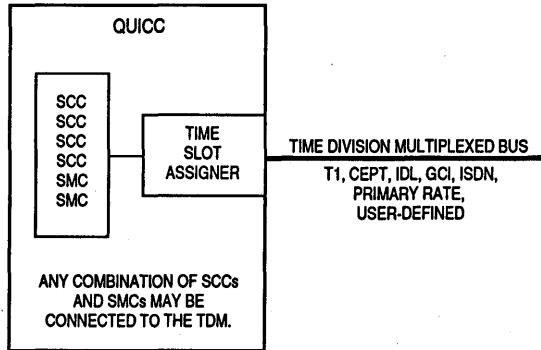 QUICC
SCC
SCC
SCC
SCC
SMC
SMC
TIME
SLOT
ASSIGNER
TIME DIVISION MULTIPLEXED BUS
T1, CEPT, IDL, GCI, ISDN,
PRIMARY RATE,
USER-DEFINED
ANY COMBINATION OF SCCs
AND SMCs MAY BE
CONNECTED TO THE TDM.